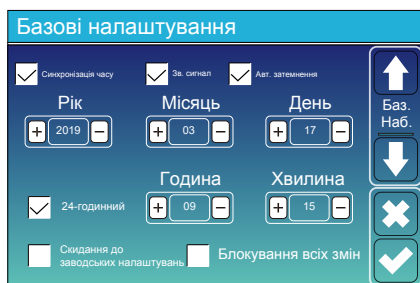 Базові налаштування
Синхронізація часу Зв. сигнал Авт. затемнення
Рік Місяць День
+ 2019 − + 03 − + 17 −
Баз.
Наб.
Година Хвилина
24-годинний + 09 − + 15 −
Скидання до
заводських налаштувань
Блокування всіх змін